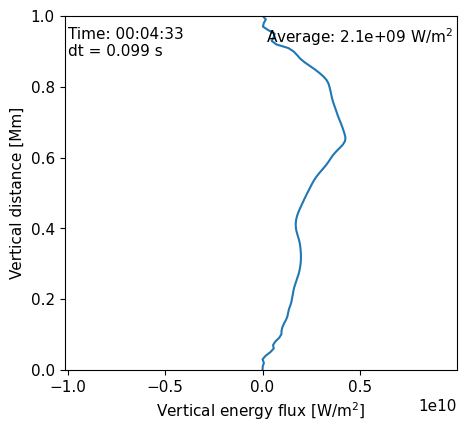 Time: 00:04:33
dt = 0.099 s
Average: 2.1e+09 W/m²
1.0
0.8
0.6
0.4
0.2
0.0
Vertical distance [Mm]
−1.0 −0.5 0.0 0.5
1e10
Vertical energy flux [W/m²]